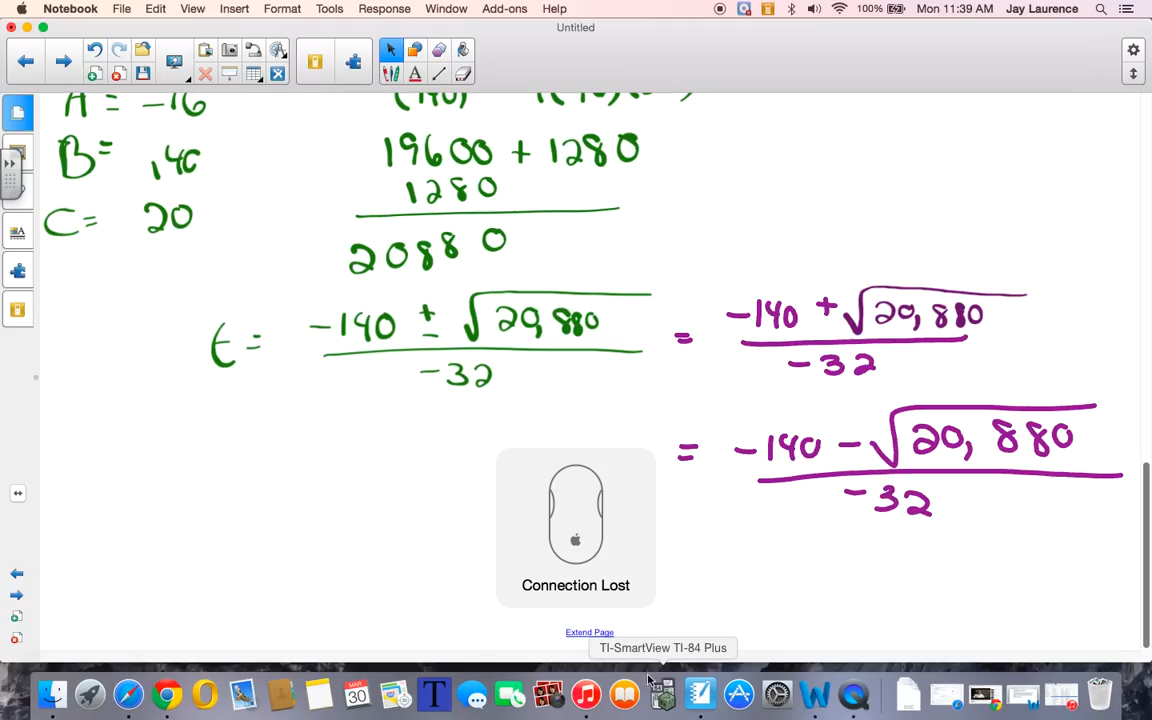 Notebook File Edit View Insert Format Tools Response Window Add-ons Help 100% Mon 11:39 AM Jay Laurence
Untitled
A = -16
B = 140
C = 20
19600 + 1280
1280
20880
t = -140 ± √20,880 = -140 + √20,880
-32 -32
= -140 - √20,880
-32
Connection Lost
Extend Page
TI-SmartView TI-84 Plus